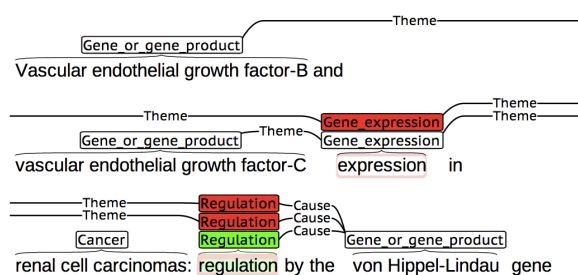 Theme
Gene_or_gene_product
Vascular endothelial growth factor-B and
Theme
Theme Gene_expression Theme
Gene_or_gene_product Theme Gene_expression
vascular endothelial growth factor-C expression in
Theme Regulation Cause
Theme Regulation Cause
Cancer Regulation Cause Gene_or_gene_product
renal cell carcinomas: regulation by the von Hippel-Lindau gene